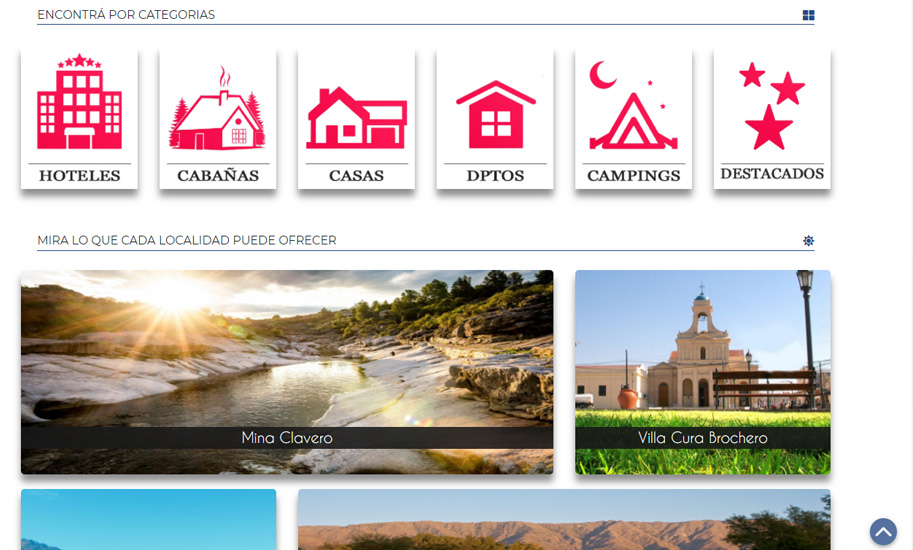 ENCONTRÁ POR CATEGORIAS
HOTELES
CABAÑAS
CASAS
DPTOS
CAMPINGS
DESTACADOS
MIRA LO QUE CADA LOCALIDAD PUEDE OFRECER
Mina Clavero
Villa Cura Brochero